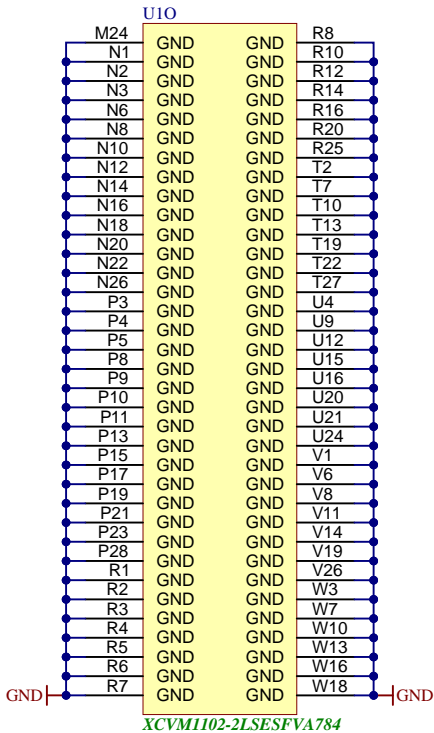 U1O
M24 GND GND R8
N1 GND GND R10
N2 GND GND R12
N3 GND GND R14
N6 GND GND R16
N8 GND GND R20
N10 GND GND R25
N12 GND GND T2
N14 GND GND T7
N16 GND GND T10
N18 GND GND T13
N20 GND GND T19
N22 GND GND T22
N26 GND GND T27
P3 GND GND U4
P4 GND GND U9
P5 GND GND U12
P8 GND GND U15
P9 GND GND U16
P10 GND GND U20
P11 GND GND U21
P13 GND GND U24
P15 GND GND V1
P17 GND GND V6
P19 GND GND V8
P21 GND GND V11
P23 GND GND V14
P28 GND GND V19
R1 GND GND V26
R2 GND GND W3
R3 GND GND W7
R4 GND GND W10
R5 GND GND W13
R6 GND GND W16
GND R7 GND GND W18 GND
XCVM1102-2LSESFVA784